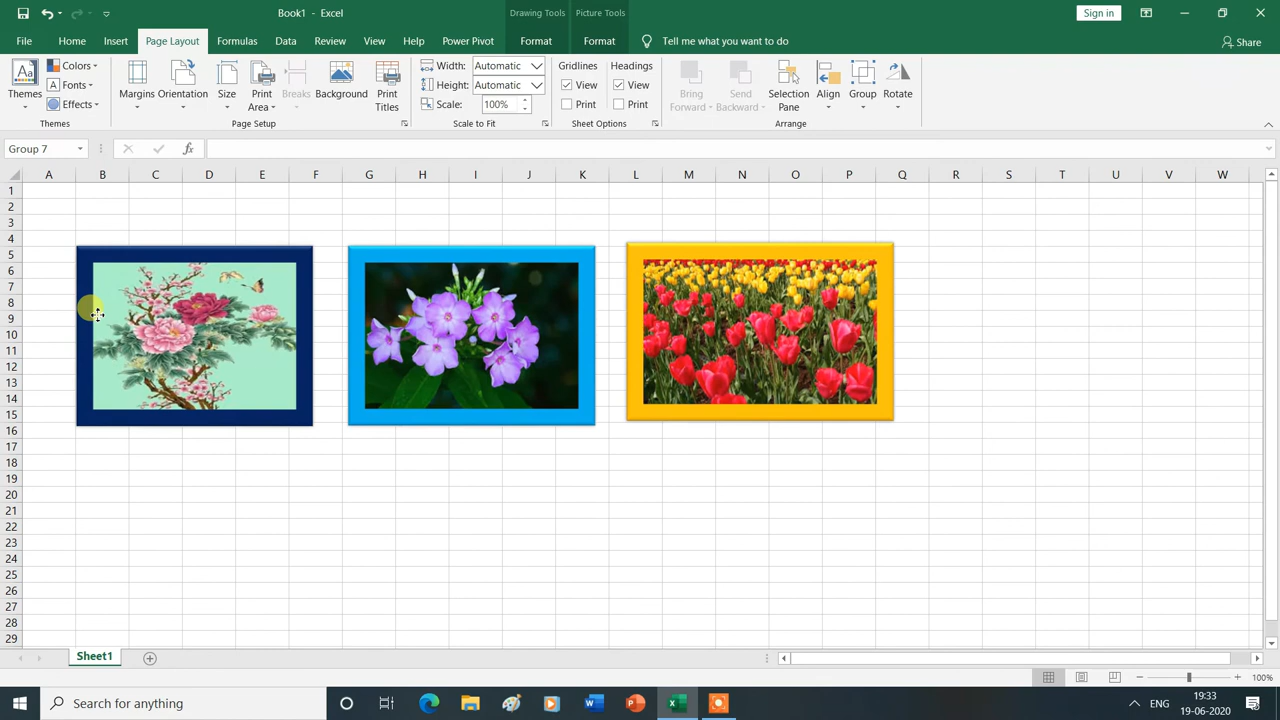 Book1 - Excel
Drawing Tools
Picture Tools
Sign in
File
Home
Insert
Page Layout
Formulas
Data
Review
View
Help
Power Pivot
Format
Format
Tell me what you want to do
Share
Themes
Colors
Fonts
Effects
Themes
Margins
Orientation
Size
Print Area
Breaks
Background
Print Titles
Page Setup
Width: Automatic
Height: Automatic
Scale: 100%
Scale to Fit
Gridlines
View
Print
Headings
View
Print
Sheet Options
Bring Forward
Send Backward
Selection Pane
Align
Group
Rotate
Arrange
Group 7
fx
A B C D E F G H I J K L M N O P Q R S T U V W
1
2
3
4
5
6
7
8
9
10
11
12
13
14
15
16
17
18
19
20
21
22
23
24
25
26
27
28
29
Sheet1
100%
Search for anything
ENG
19:33
19-06-2020